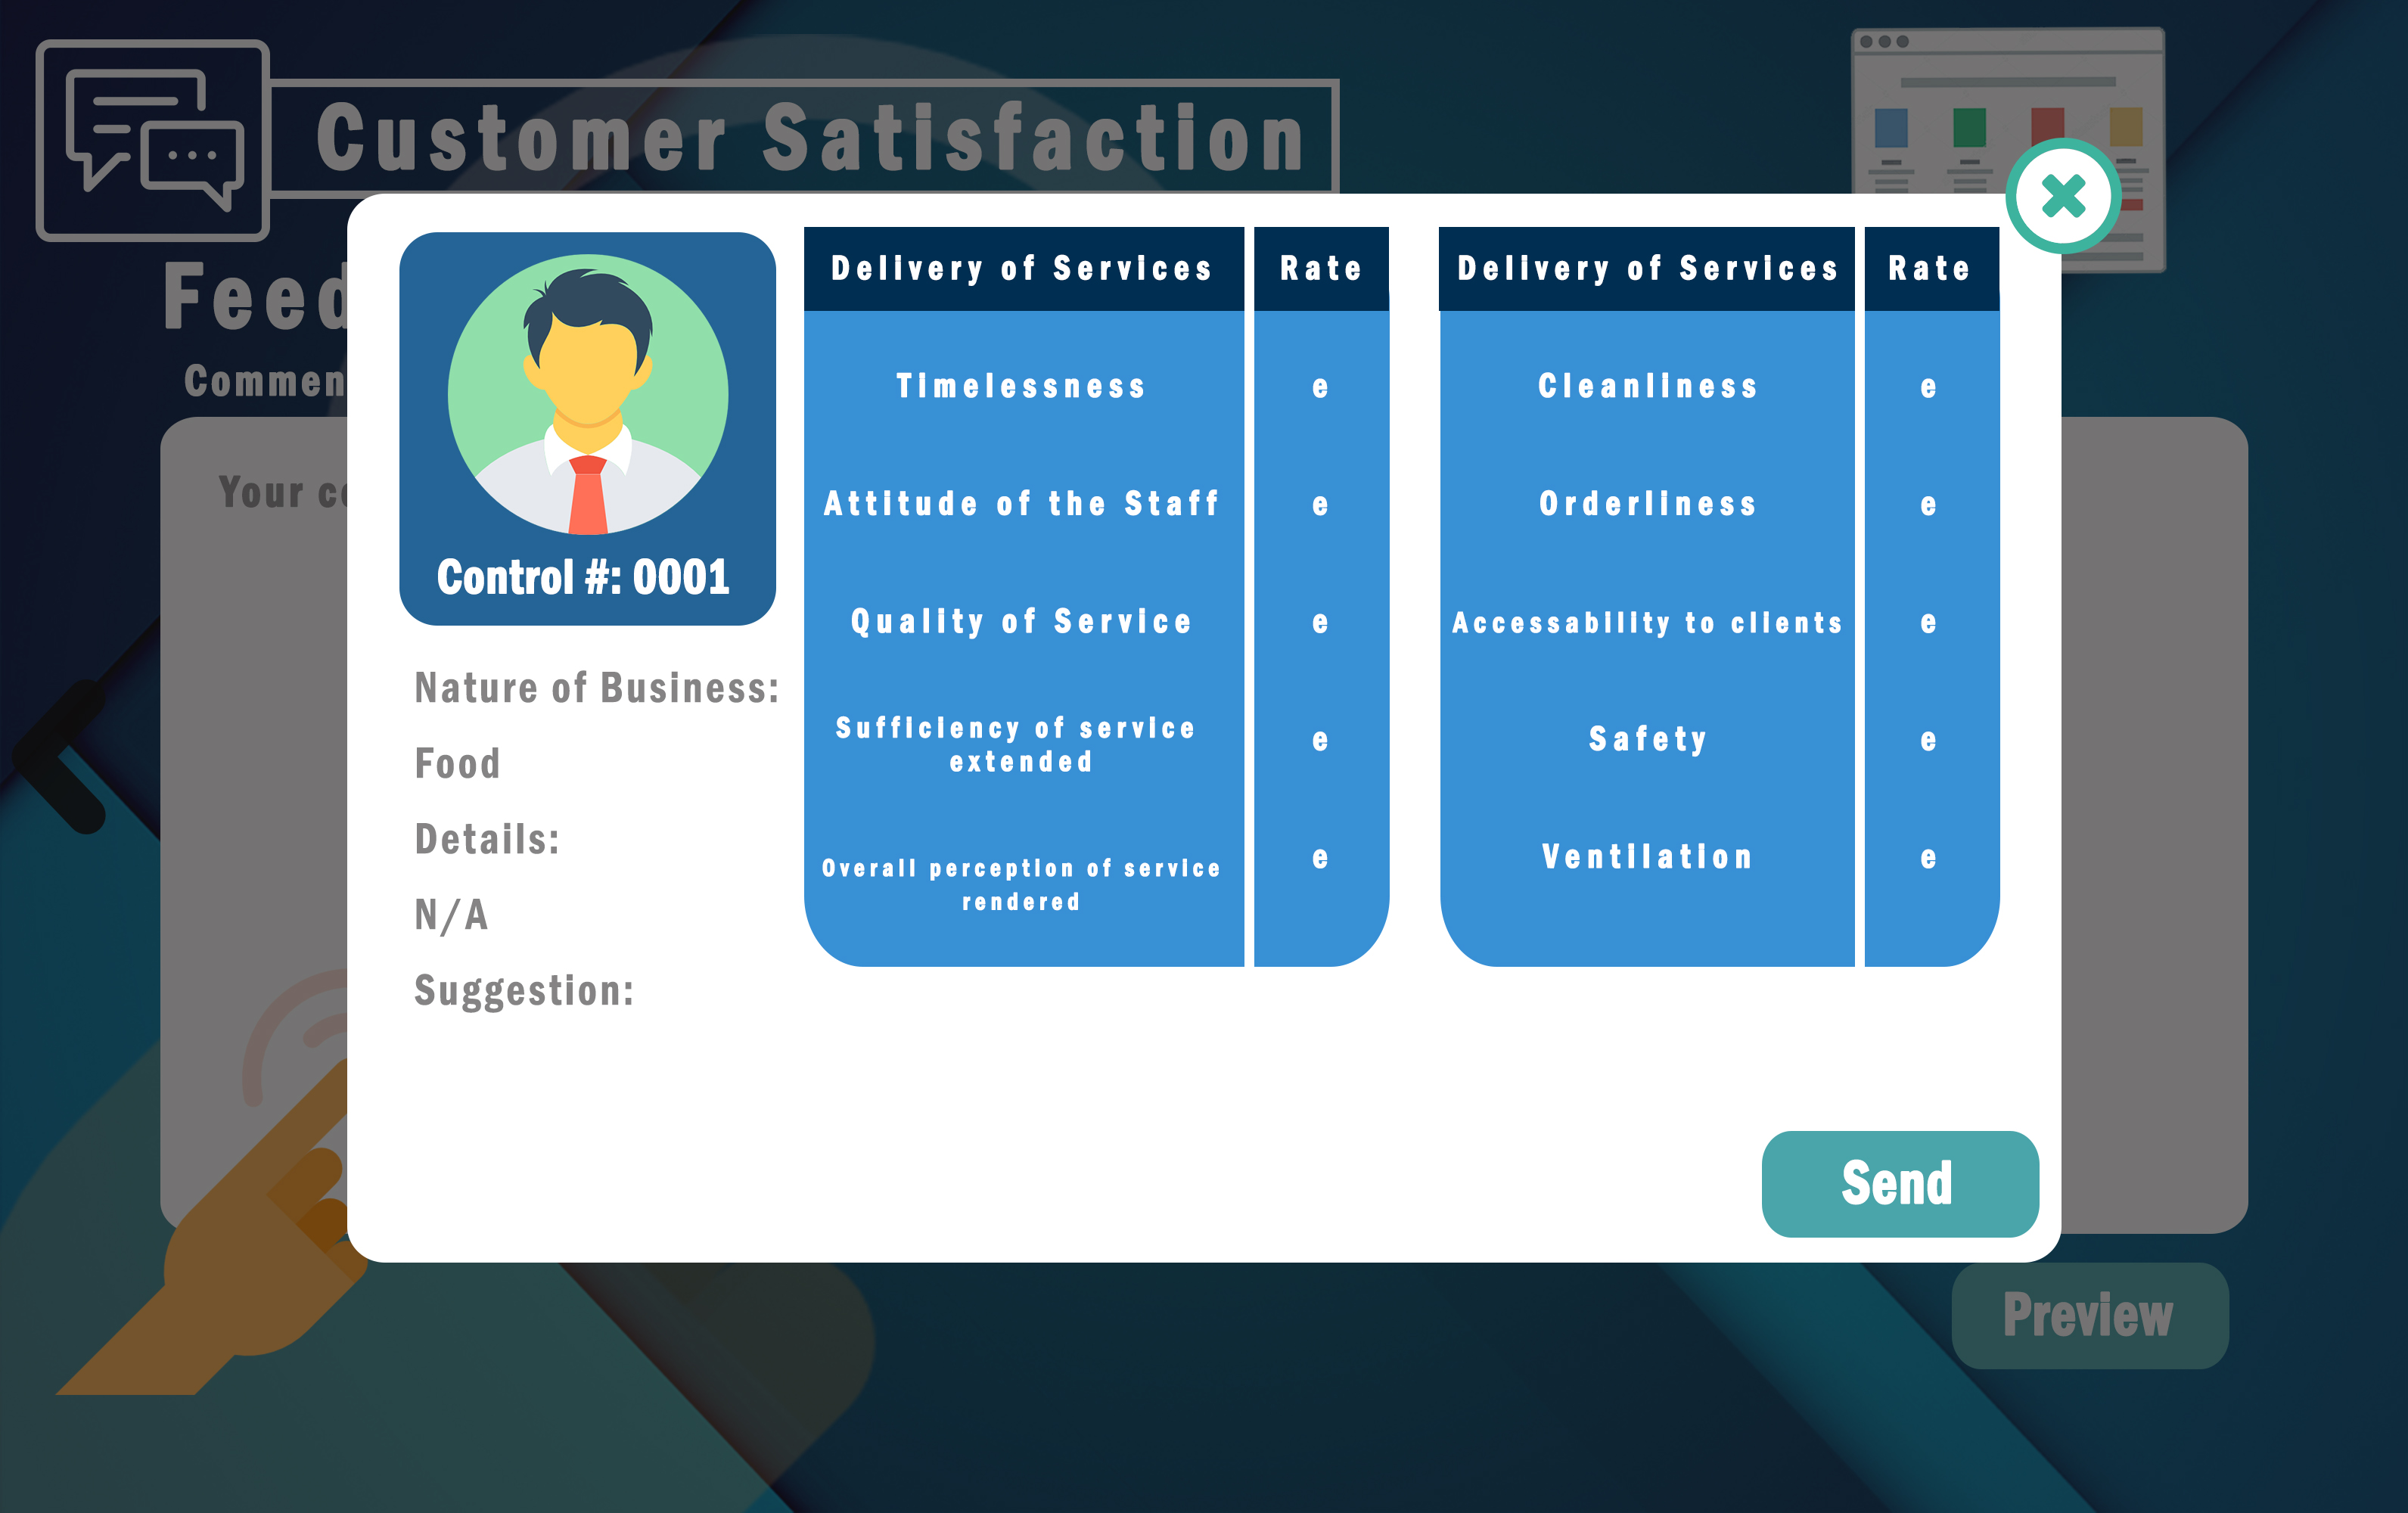 Customer Satisfaction
Feed
Commen
Your co
Control #: 0001
Nature of Business:
Food
Details:
N/A
Suggestion:
Delivery of Services Rate
Timelessness e
Attitude of the Staff e
Quality of Service e
Sufficiency of service
extended e
Overall perception of service
rendered e
Delivery of Services Rate
Cleanliness e
Orderliness e
Accessability to clients e
Safety e
Ventilation e
Send
Preview